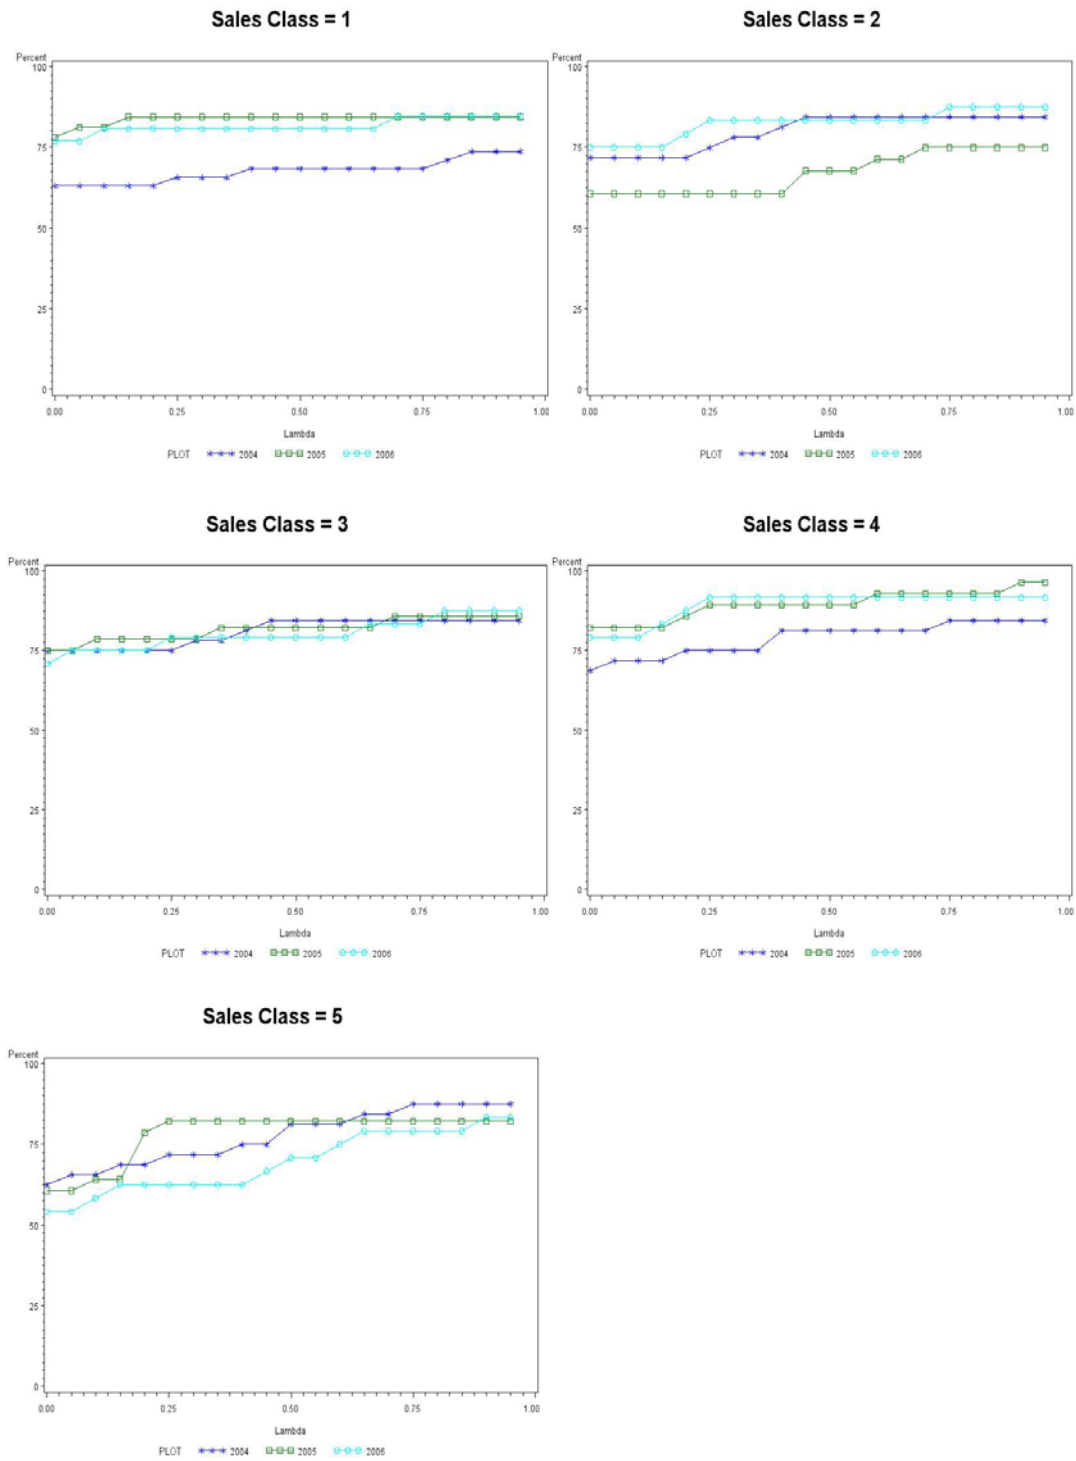 Sales Class = 1
Percent
100
75
50
25
0
0.00 0.25 0.50 0.75 1.00
Lambda
PLOT 2004 2005 2006
Sales Class = 2
Percent
100
75
50
25
0
0.00 0.25 0.50 0.75 1.00
Lambda
PLOT 2004 2005 2006
Sales Class = 3
Percent
100
75
50
25
0
0.00 0.25 0.50 0.75 1.00
Lambda
PLOT 2004 2005 2006
Sales Class = 4
Percent
100
75
50
25
0
0.00 0.25 0.50 0.75 1.00
Lambda
PLOT 2004 2005 2006
Sales Class = 5
Percent
100
75
50
25
0
0.00 0.25 0.50 0.75 1.00
Lambda
PLOT 2004 2005 2006